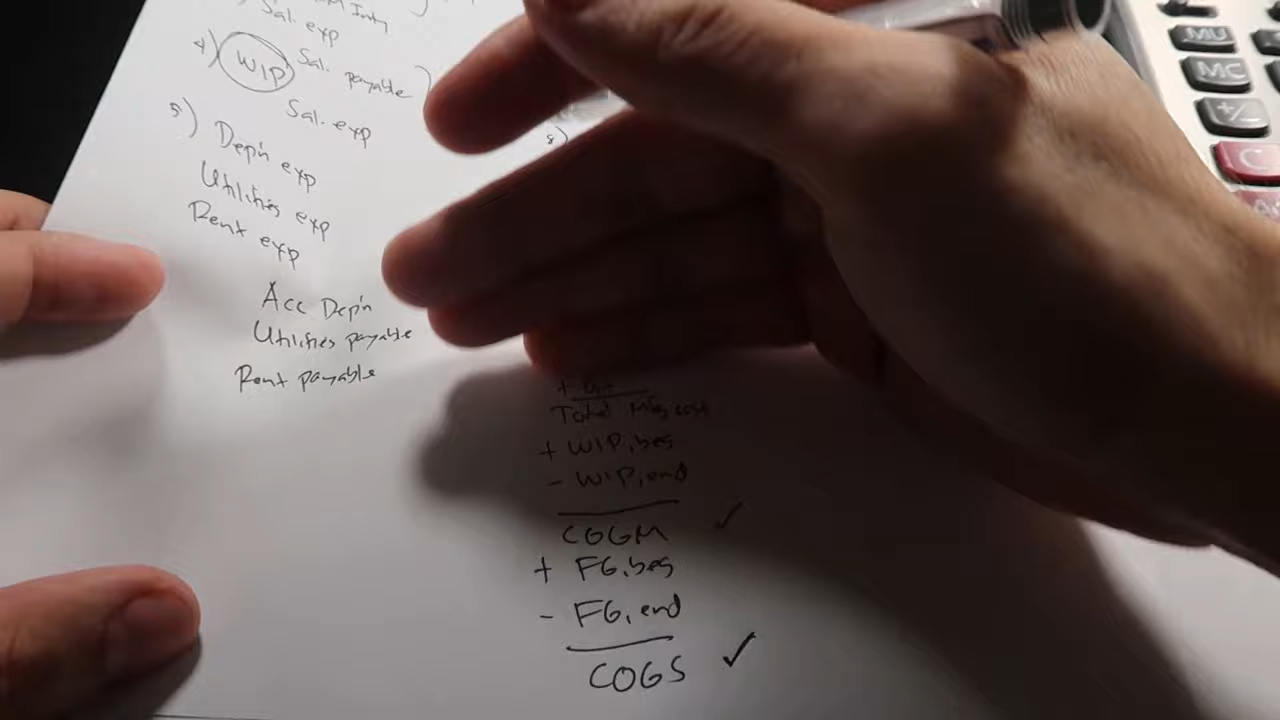 Sal. exp
4) WIP Sal. payable
Sal. exp
5) Dep'n exp
Utilities exp
Rent exp
Acc Dep'n
Utilities payable
Rent payable
8)
Total Mfg cost
+ WIP, beg
- WIP, end
COGM ✓
+ FG, beg
- FG, end
COGS ✓
MU
MC
+/-
C